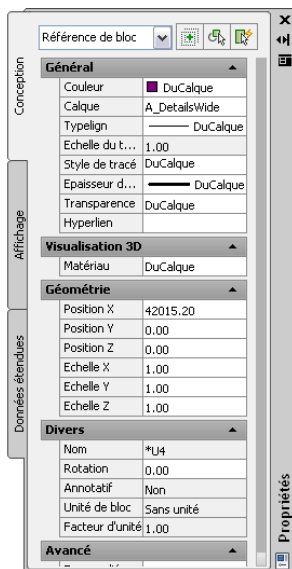 Référence de bloc
Conception
Affichage
Données étendues
Propriétés
Général
Couleur DuCalque
Calque A_DetailsWide
Typelign DuCalque
Echelle du t... 1.00
Style de tracé DuCalque
Epaisseur d... DuCalque
Transparence DuCalque
Hyperlien
Visualisation 3D
Matériau DuCalque
Géométrie
Position X 42015.20
Position Y 0.00
Position Z 0.00
Echelle X 1.00
Echelle Y 1.00
Echelle Z 1.00
Divers
Nom *U4
Rotation 0.00
Annotatif Non
Unité de bloc Sans unité
Facteur d'unité 1.00
Avancé